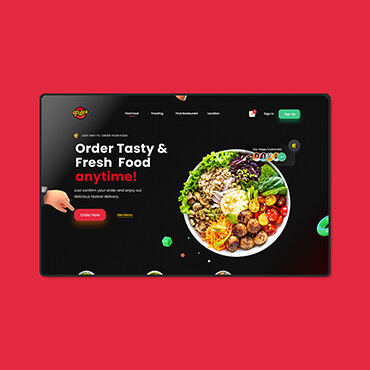 Find Food Tracking Find Restaurant Location Sign In Sign Up
EASY WAY TO ORDER YOUR FOOD
Order Tasty &
Fresh Food
anytime!
Just confirm your order and enjoy our
delicious fastest delivery.
Order Now See Menu
Our Happy Customers